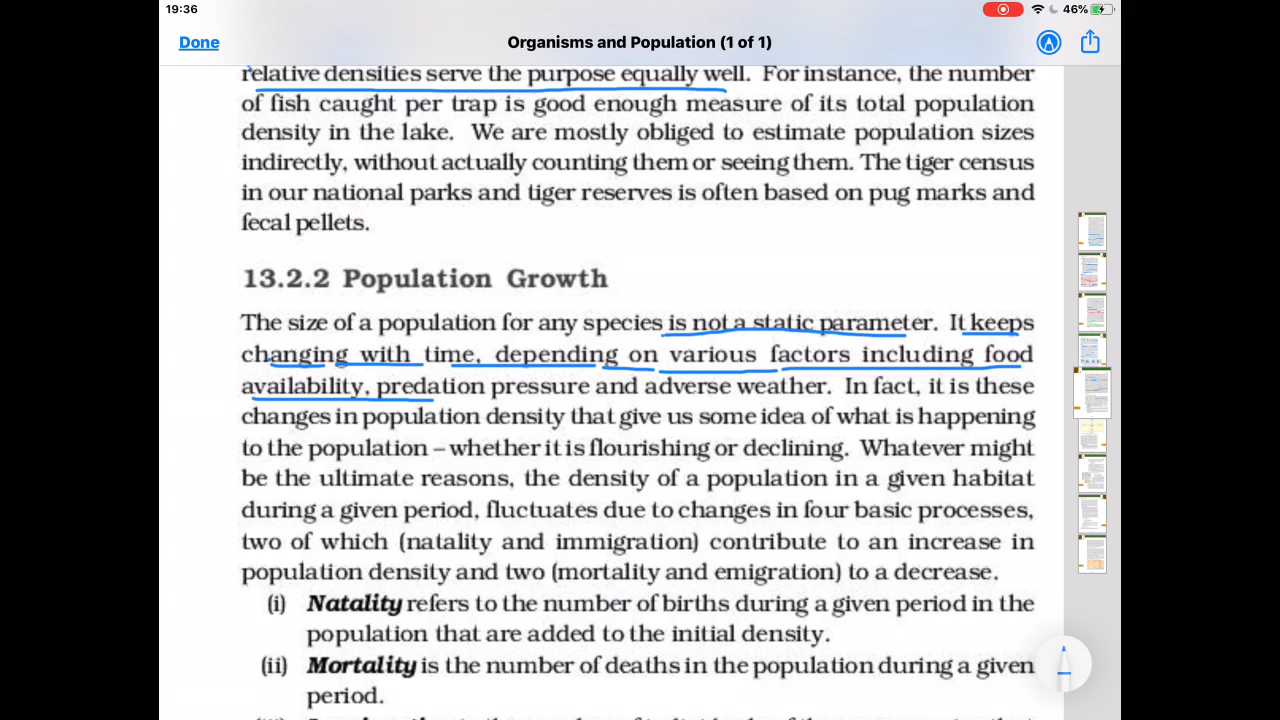 19:36
46%
Done
Organisms and Population (1 of 1)
relative densities serve the purpose equally well. For instance, the number
of fish caught per trap is good enough measure of its total population
density in the lake. We are mostly obliged to estimate population sizes
indirectly, without actually counting them or seeing them. The tiger census
in our national parks and tiger reserves is often based on pug marks and
fecal pellets.
13.2.2 Population Growth
The size of a population for any species is not a static parameter. It keeps
changing with time, depending on various factors including food
availability, predation pressure and adverse weather. In fact, it is these
changes in population density that give us some idea of what is happening
to the population – whether it is flourishing or declining. Whatever might
be the ultimate reasons, the density of a population in a given habitat
during a given period, fluctuates due to changes in four basic processes,
two of which (natality and immigration) contribute to an increase in
population density and two (mortality and emigration) to a decrease.
(i) Natality refers to the number of births during a given period in the
population that are added to the initial density.
(ii) Mortality is the number of deaths in the population during a given
period.